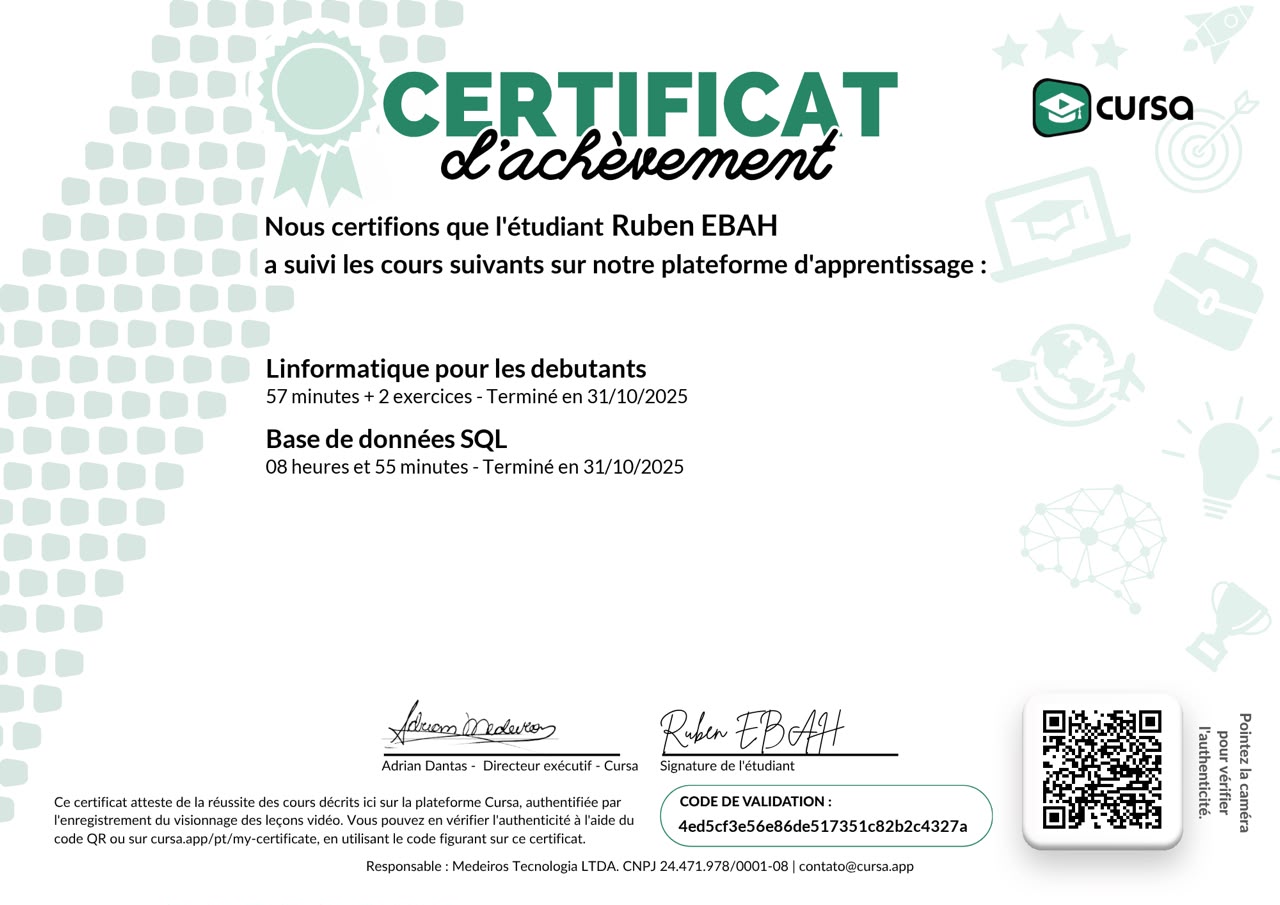 CERTIFICAT
d'achèvement
cursa
Nous certifions que l'étudiant Ruben EBAH
a suivi les cours suivants sur notre plateforme d'apprentissage :
Linformatique pour les debutants
57 minutes + 2 exercices - Terminé en 31/10/2025
Base de données SQL
08 heures et 55 minutes - Terminé en 31/10/2025
Adrian Medeiros
Ruben EBAH
Adrian Dantas - Directeur exécutif - Cursa
Signature de l'étudiant
Ce certificat atteste de la réussite des cours décrits ici sur la plateforme Cursa, authentifiée par
l'enregistrement du visionnage des leçons vidéo. Vous pouvez en vérifier l'authenticité à l'aide du
code QR ou sur cursa.app/pt/my-certificate, en utilisant le code figurant sur ce certificat.
CODE DE VALIDATION :
4ed5cf3e56e86de517351c82b2c4327a
Pointez la caméra
pour vérifier
l'authenticité.
Responsable : Medeiros Tecnologia LTDA. CNPJ 24.471.978/0001-08 | contato@cursa.app